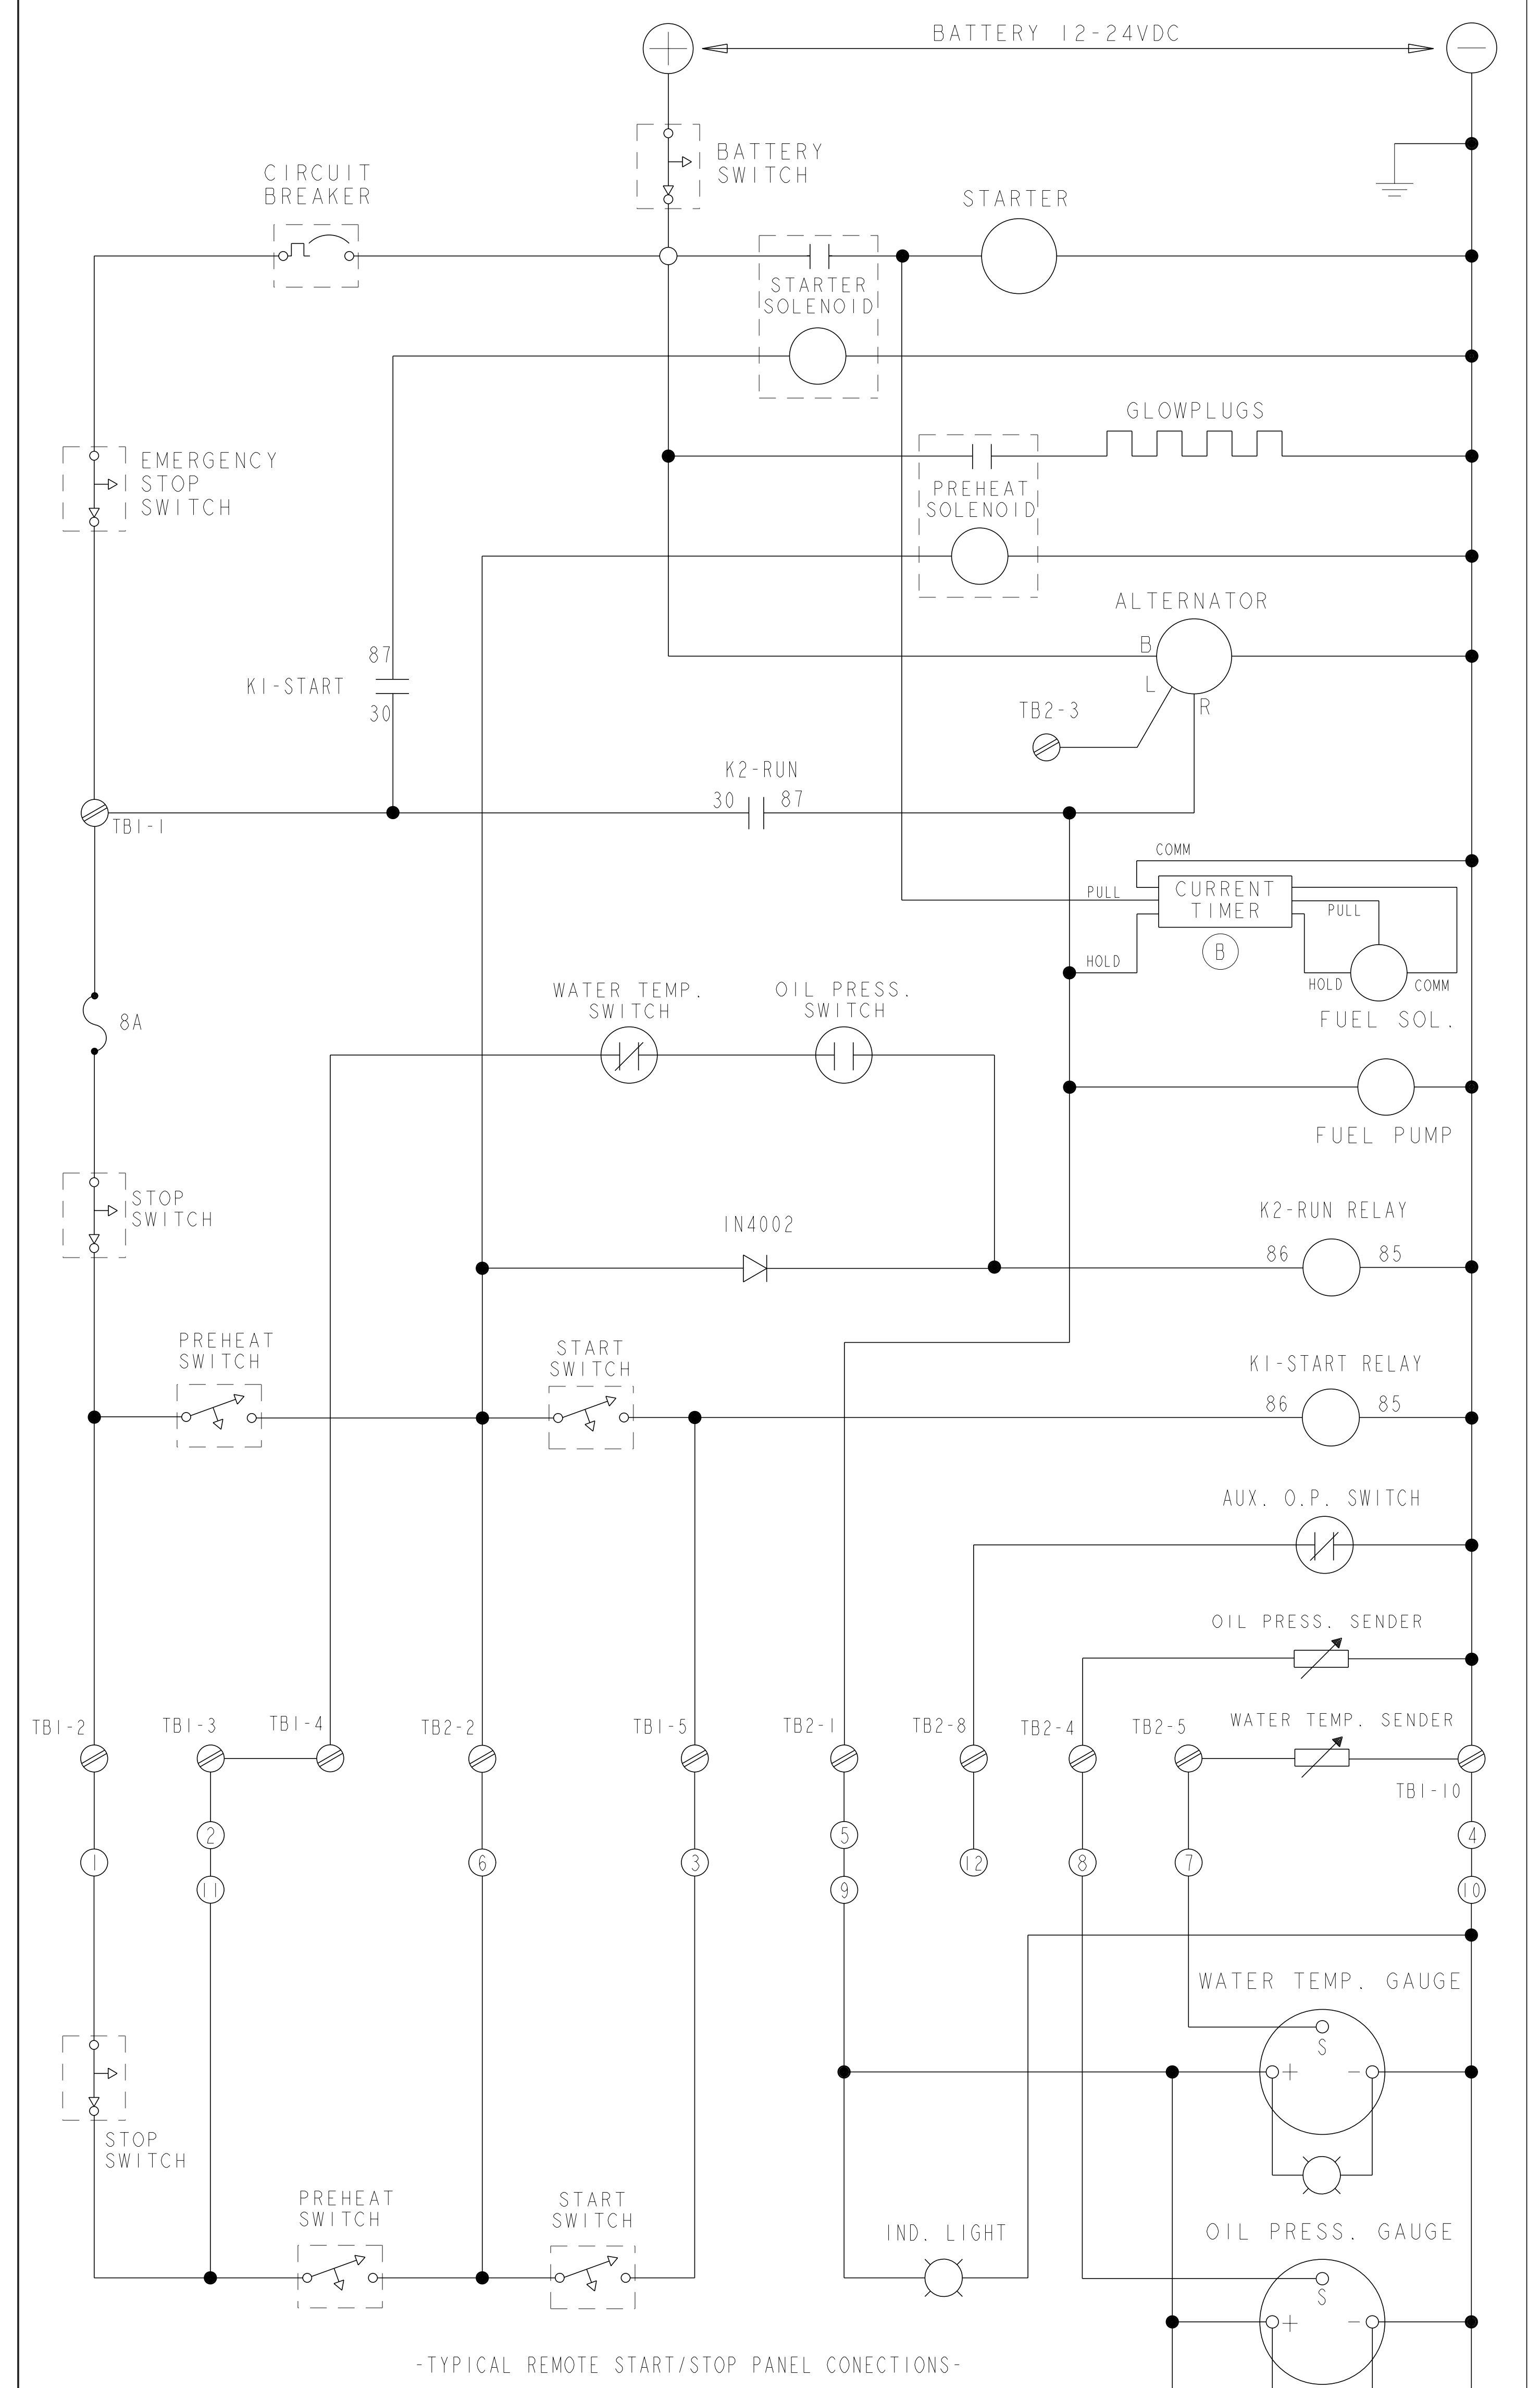 BATTERY 12-24VDC
BATTERY
SWITCH
CIRCUIT
BREAKER
STARTER
STARTER
SOLENOID
GLOWPLUGS
EMERGENCY
STOP
SWITCH
PREHEAT
SOLENOID
ALTERNATOR
B
L
R
87
K1-START
30
TB2-3
K2-RUN
30 87
TB1-1
COMM
PULL
CURRENT
TIMER
PULL
B
HOLD
HOLD
COMM
FUEL SOL.
8A
WATER TEMP.
SWITCH
OIL PRESS.
SWITCH
FUEL PUMP
STOP
SWITCH
1N4002
K2-RUN RELAY
86 85
PREHEAT
SWITCH
START
SWITCH
K1-START RELAY
86 85
AUX. O.P. SWITCH
OIL PRESS. SENDER
WATER TEMP. SENDER
TB1-2
TB1-3
TB1-4
TB2-2
TB1-5
TB2-1
TB2-8
TB2-4
TB2-5
TB1-10
2
5
4
1
6
3
12
8
7
11
9
10
WATER TEMP. GAUGE
S
+ -
STOP
SWITCH
PREHEAT
SWITCH
START
SWITCH
IND. LIGHT
OIL PRESS. GAUGE
S
+ -
-TYPICAL REMOTE START/STOP PANEL CONECTIONS-